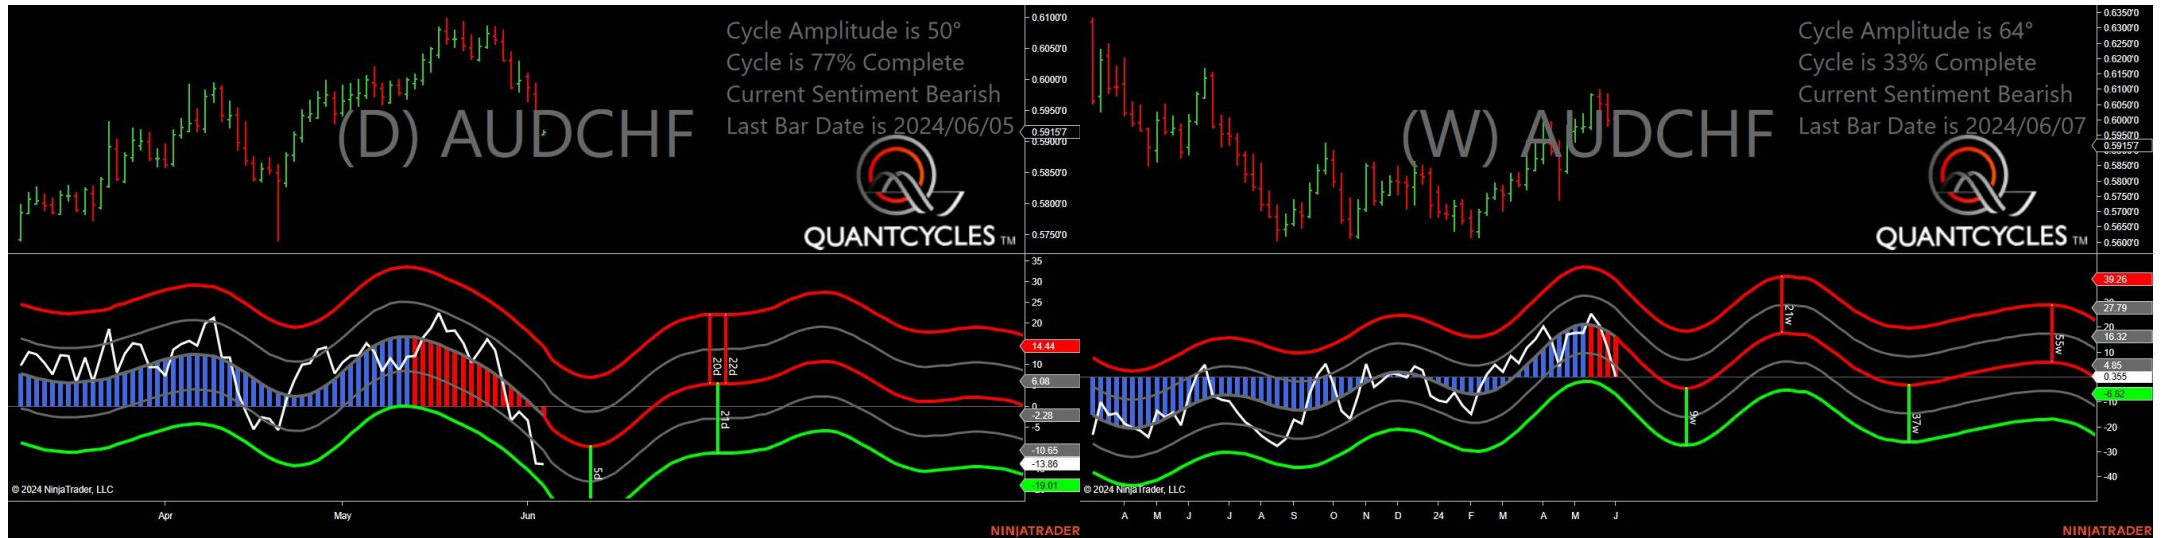 Cycle Amplitude is 50°
Cycle is 77% Complete
Current Sentiment Bearish
Last Bar Date is 2024/06/05
(D) AUDCHF
QUANTCYCLES TM
0.6100'0
0.6050'0
0.6000'0
0.5950'0
0.5915'7
0.5900'0
0.5850'0
0.5800'0
0.5750'0
35
30
25
20
14.44
10
6.08
0
-2.28
-5
-10.65
-13.86
-19.01
20d
22d
21d
5d
© 2024 NinjaTrader, LLC
Apr May Jun
NINJATRADER
Cycle Amplitude is 64°
Cycle is 33% Complete
Current Sentiment Bearish
Last Bar Date is 2024/06/07
(W) AUDCHF
QUANTCYCLES TM
0.6350'0
0.6300'0
0.6250'0
0.6200'0
0.6150'0
0.6100'0
0.6050'0
0.6000'0
0.5950'0
0.5915'7
0.5850'0
0.5800'0
0.5750'0
0.5700'0
0.5650'0
0.5600'0
39.26
27.79
20
16.32
10
4.85
0.355
-6.62
-10
-20
-30
-40
21w
55w
9w
37w
© 2024 NinjaTrader, LLC
A M J J A S O N D 24 F M A M J
NINJATRADER